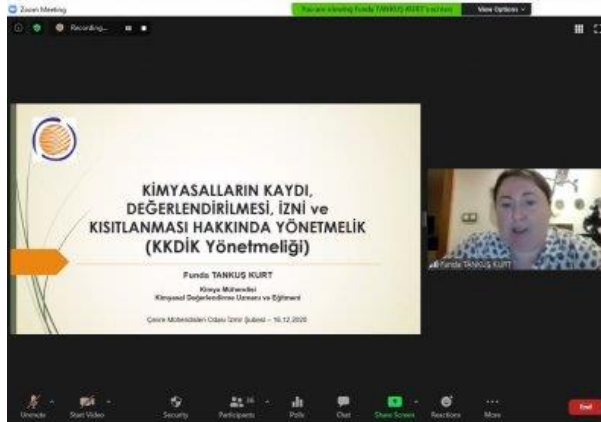 Zoom Meeting
You are viewing Funda TANKUŞ KURT's screen
View Options
Recording...
KİMYASALLARIN KAYDI,
DEĞERLENDİRİLMESİ, İZNİ ve
KISITLANMASI HAKKINDA YÖNETMELİK
(KKDİK Yönetmeliği)
Funda TANKUŞ KURT
Kimya Mühendisi
Kimyasal Değerlendirme Uzmanı ve Eğitmeni
Çevre Mühendisleri Odası İzmir Şubesi – 16.12.2020
Funda TANKUŞ KURT
Unmute
Start Video
Security
Participants
Polls
Chat
Share Screen
Reactions
More
End